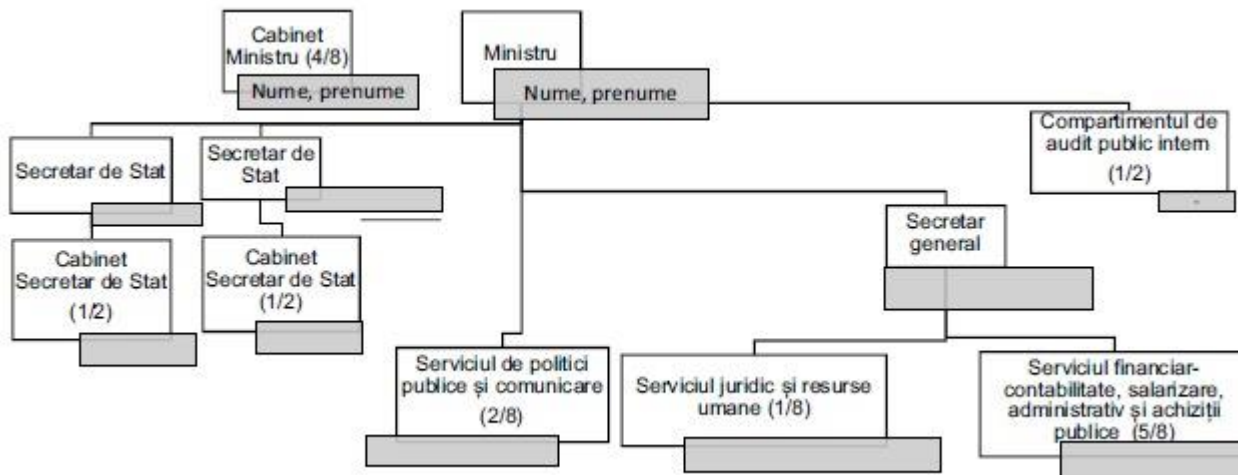 Cabinet
Ministru (4/8)
Nume, prenume
Ministru
Nume, prenume
Compartimentul de
audit public intern
(1/2)
-
Secretar de Stat
Secretar de
Stat
Secretar
general
Cabinet
Secretar de Stat
(1/2)
Cabinet
Secretar de Stat
(1/2)
Serviciul de politici
publice și comunicare
(2/8)
Serviciul juridic și resurse
umane (1/8)
Serviciul financiar-
contabilitate, salarizare,
administrativ și achiziții
publice (5/8)